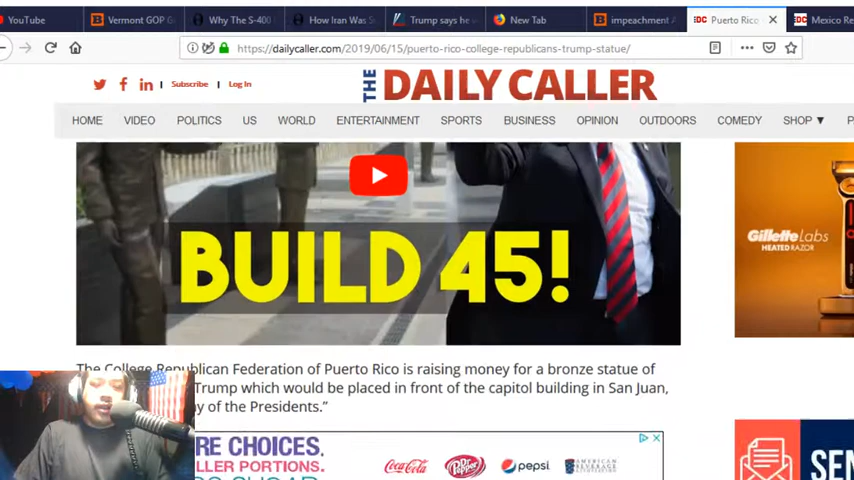 YouTube
Vermont GOP G
Why The S-400
How Iran Was S
Trump says he v
New Tab
impeachment A
Puerto Rico C
Mexico Re
https://dailycaller.com/2019/06/15/puerto-rico-college-republicans-trump-statue/
Subscribe | Log In
THE DAILY CALLER
HOME VIDEO POLITICS US WORLD ENTERTAINMENT SPORTS BUSINESS OPINION OUTDOORS COMEDY SHOP ▼ P
BUILD 45!
GilletteLabs
HEATED RAZOR
The College Republican Federation of Puerto Rico is raising money for a bronze statue of
Trump which would be placed in front of the capitol building in San Juan,
y of the Presidents.”
RE CHOICES.
LLER PORTIONS.
Coca-Cola
Dr Pepper
pepsi
AMERICAN
BEVERAGE
SEN